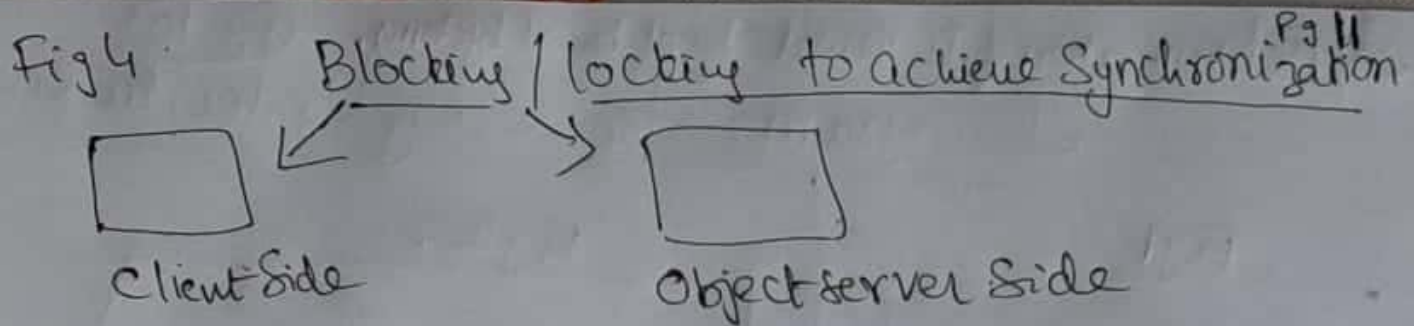 Pg 11
Fig 4. Blocking / locking to achieve Synchronization
Client Side Object server Side